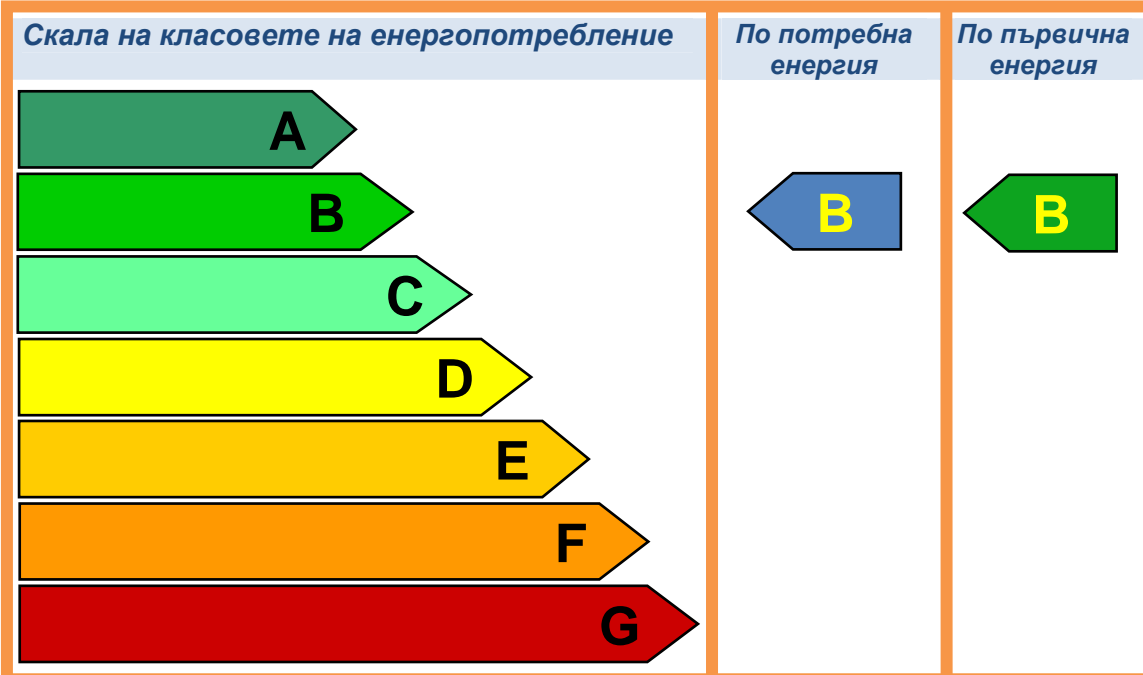 Скала на класовете на енергопотребление
По потребна
енергия
По първична
енергия
A
B
B
B
C
D
E
F
G